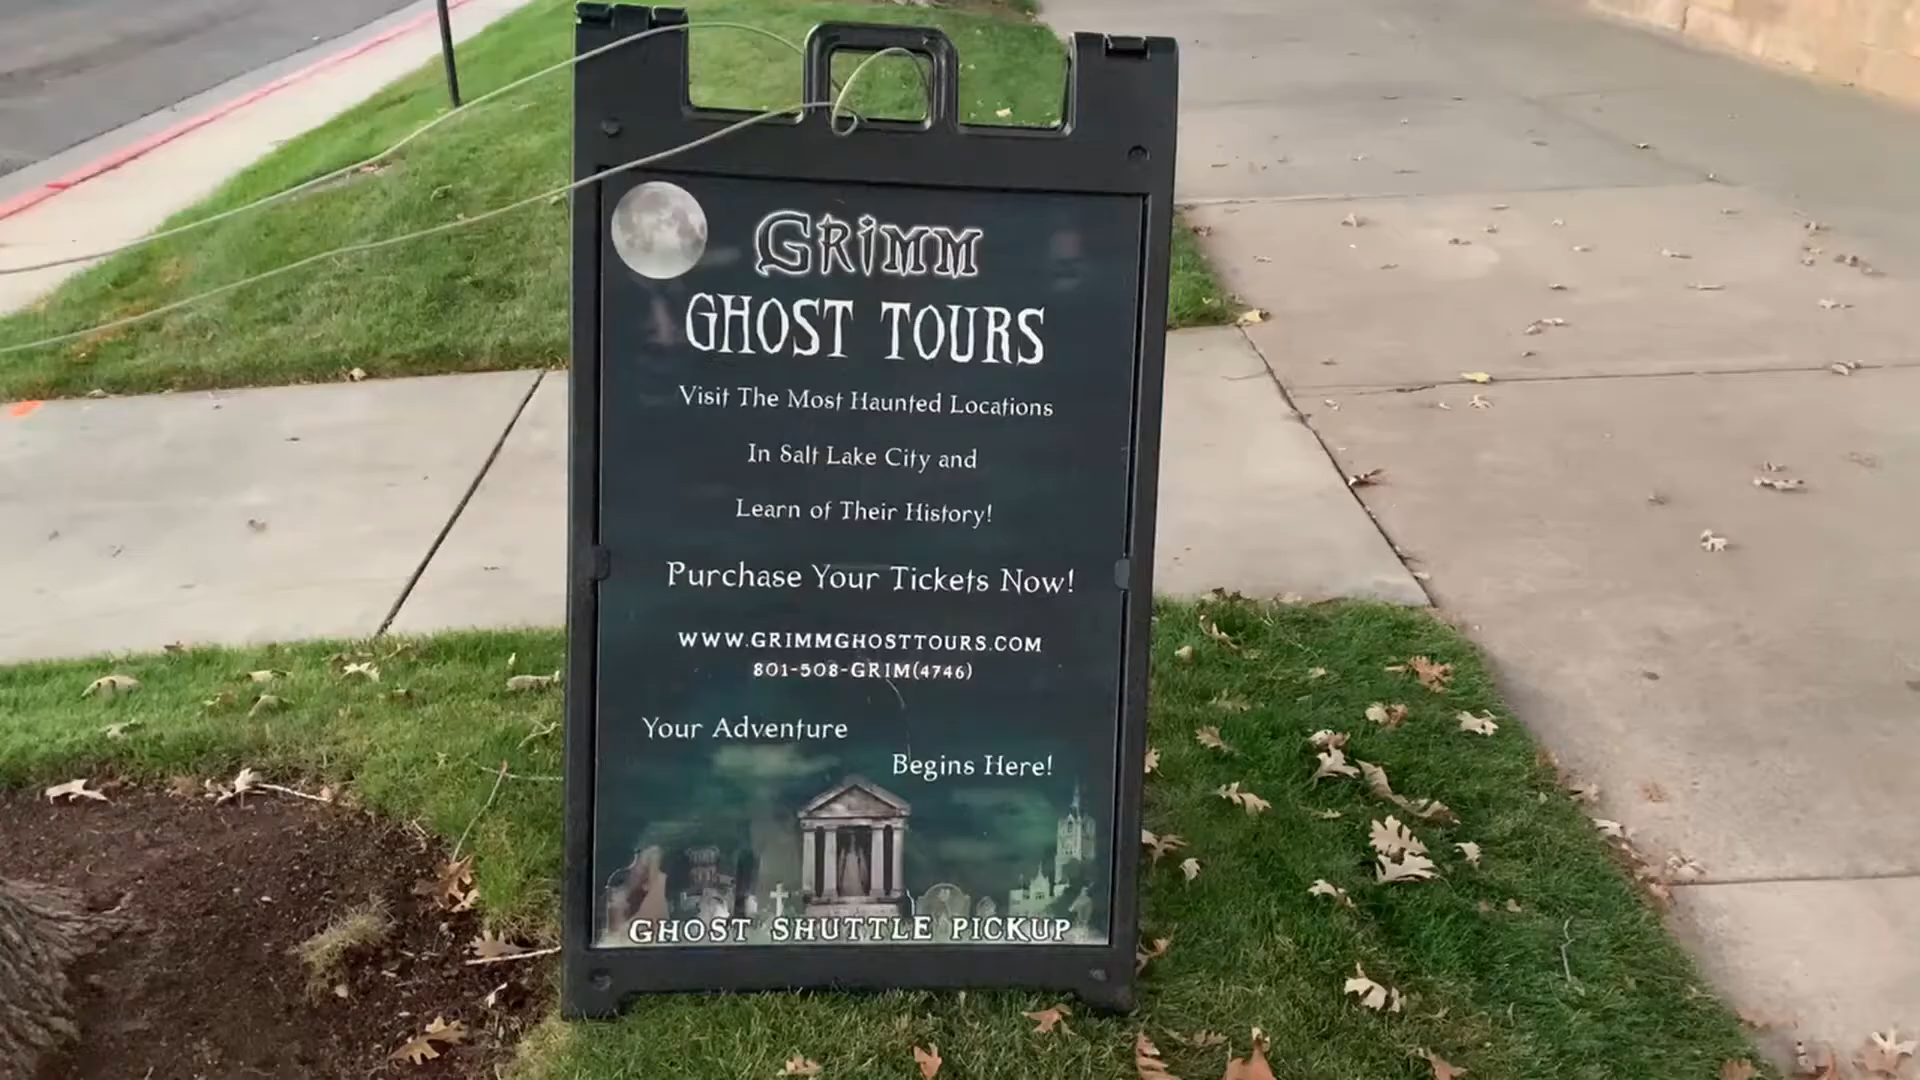 GRiMM
GHOST TOURS
Visit The Most Haunted Locations
In Salt Lake City and
Learn of Their History!
Purchase Your Tickets Now!
WWW.GRIMMGHOSTTOURS.COM
801-508-GRIM(4746)
Your Adventure
Begins Here!
GHOST SHUTTLE PICKUP